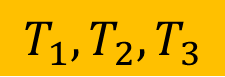 T₁, T₂, T₃